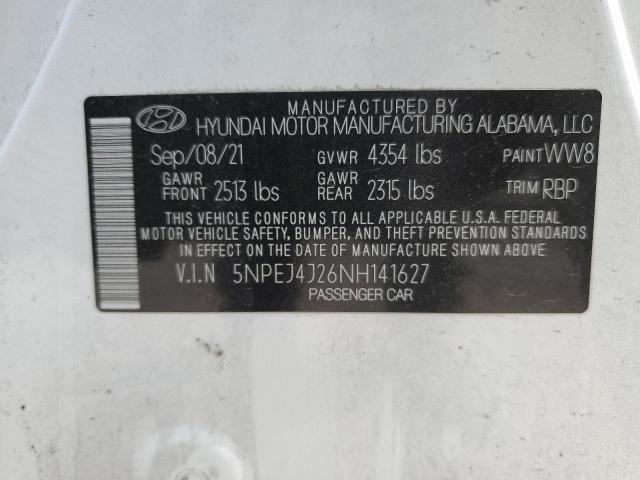 MANUFACTURED BY
HYUNDAI MOTOR MANUFACTURING ALABAMA, LLC
Sep/08/21 GVWR 4354 lbs PAINT WW8
GAWR FRONT 2513 lbs GAWR REAR 2315 lbs TRIM RBP
THIS VEHICLE CONFORMS TO ALL APPLICABLE U.S.A. FEDERAL
MOTOR VEHICLE SAFETY, BUMPER, AND THEFT PREVENTION STANDARDS
IN EFFECT ON THE DATE OF MANUFACTURE SHOWN ABOVE.
V.I.N 5NPEJ4J26NH141627
PASSENGER CAR